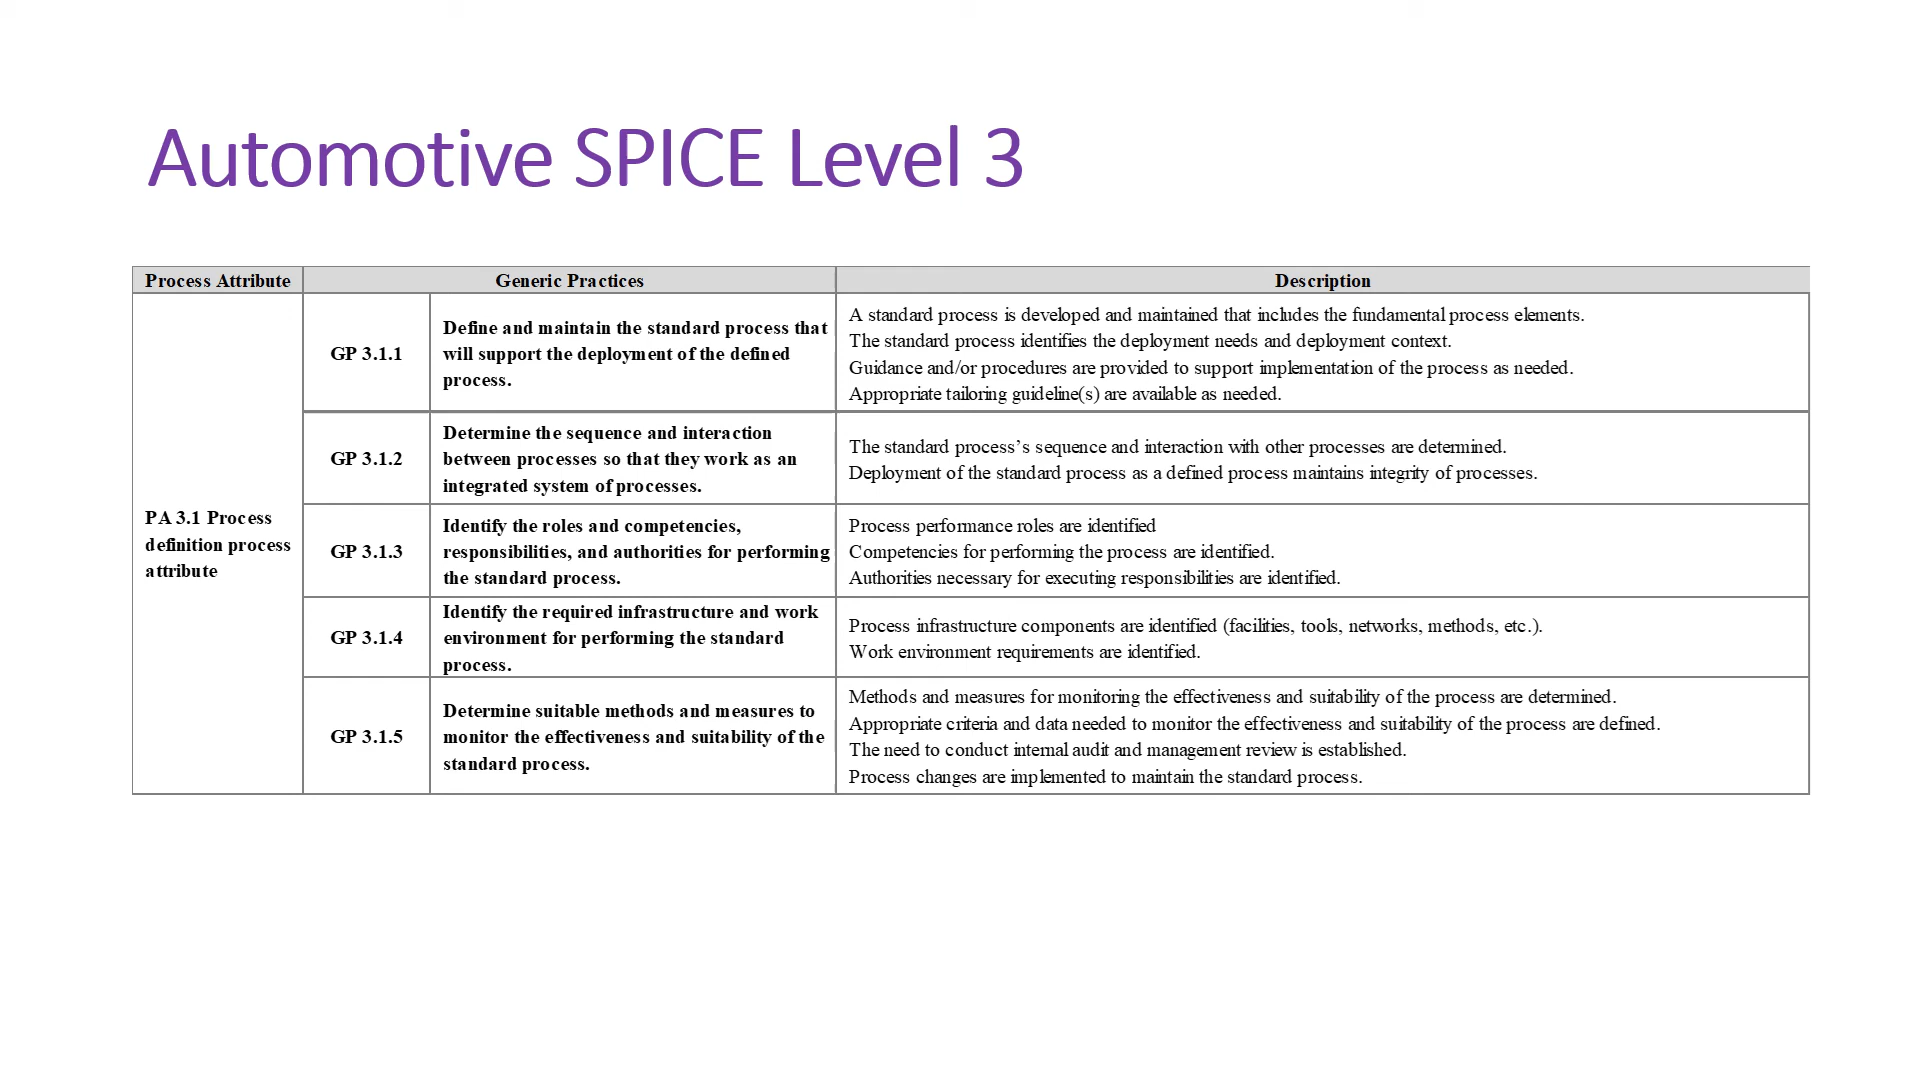 Automotive SPICE Level 3
Process Attribute
Generic Practices
Description
PA 3.1 Process
definition process
attribute
GP 3.1.1
Define and maintain the standard process that
will support the deployment of the defined
process.
A standard process is developed and maintained that includes the fundamental process elements.
The standard process identifies the deployment needs and deployment context.
Guidance and/or procedures are provided to support implementation of the process as needed.
Appropriate tailoring guideline(s) are available as needed.
GP 3.1.2
Determine the sequence and interaction
between processes so that they work as an
integrated system of processes.
The standard process’s sequence and interaction with other processes are determined.
Deployment of the standard process as a defined process maintains integrity of processes.
GP 3.1.3
Identify the roles and competencies,
responsibilities, and authorities for performing
the standard process.
Process performance roles are identified
Competencies for performing the process are identified.
Authorities necessary for executing responsibilities are identified.
GP 3.1.4
Identify the required infrastructure and work
environment for performing the standard
process.
Process infrastructure components are identified (facilities, tools, networks, methods, etc.).
Work environment requirements are identified.
GP 3.1.5
Determine suitable methods and measures to
monitor the effectiveness and suitability of the
standard process.
Methods and measures for monitoring the effectiveness and suitability of the process are determined.
Appropriate criteria and data needed to monitor the effectiveness and suitability of the process are defined.
The need to conduct internal audit and management review is established.
Process changes are implemented to maintain the standard process.